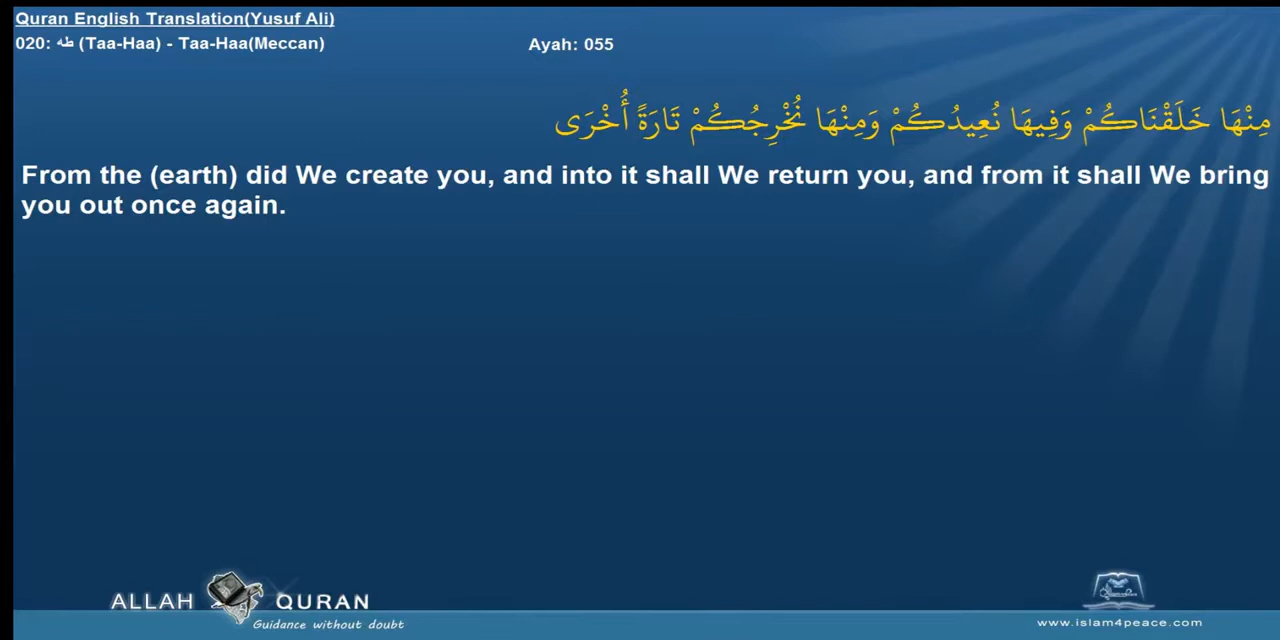 Quran English Translation(Yusuf Ali)
020: طه (Taa-Haa) - Taa-Haa(Meccan) Ayah: 055
مِنْهَا خَلَقْنَاكُمْ وَفِيهَا نُعِيدُكُمْ وَمِنْهَا نُخْرِجُكُمْ تَارَةً أُخْرَى
From the (earth) did We create you, and into it shall We return you, and from it shall We bring
you out once again.
ALLAH QURAN
Guidance without doubt
www.islam4peace.com